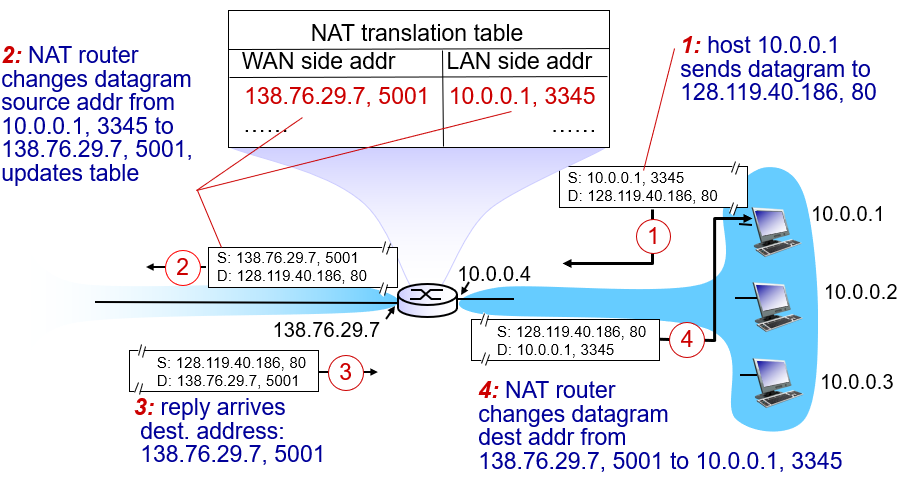 NAT translation table
WAN side addr LAN side addr
138.76.29.7, 5001 10.0.0.1, 3345
…… ……
2: NAT router
changes datagram
source addr from
10.0.0.1, 3345 to
138.76.29.7, 5001,
updates table
1: host 10.0.0.1
sends datagram to
128.119.40.186, 80
S: 10.0.0.1, 3345
D: 128.119.40.186, 80
1
10.0.0.1
S: 138.76.29.7, 5001
D: 128.119.40.186, 80
2
10.0.0.4
10.0.0.2
138.76.29.7
S: 128.119.40.186, 80
D: 10.0.0.1, 3345
4
S: 128.119.40.186, 80
D: 138.76.29.7, 5001
3
10.0.0.3
3: reply arrives
dest. address:
138.76.29.7, 5001
4: NAT router
changes datagram
dest addr from
138.76.29.7, 5001 to 10.0.0.1, 3345